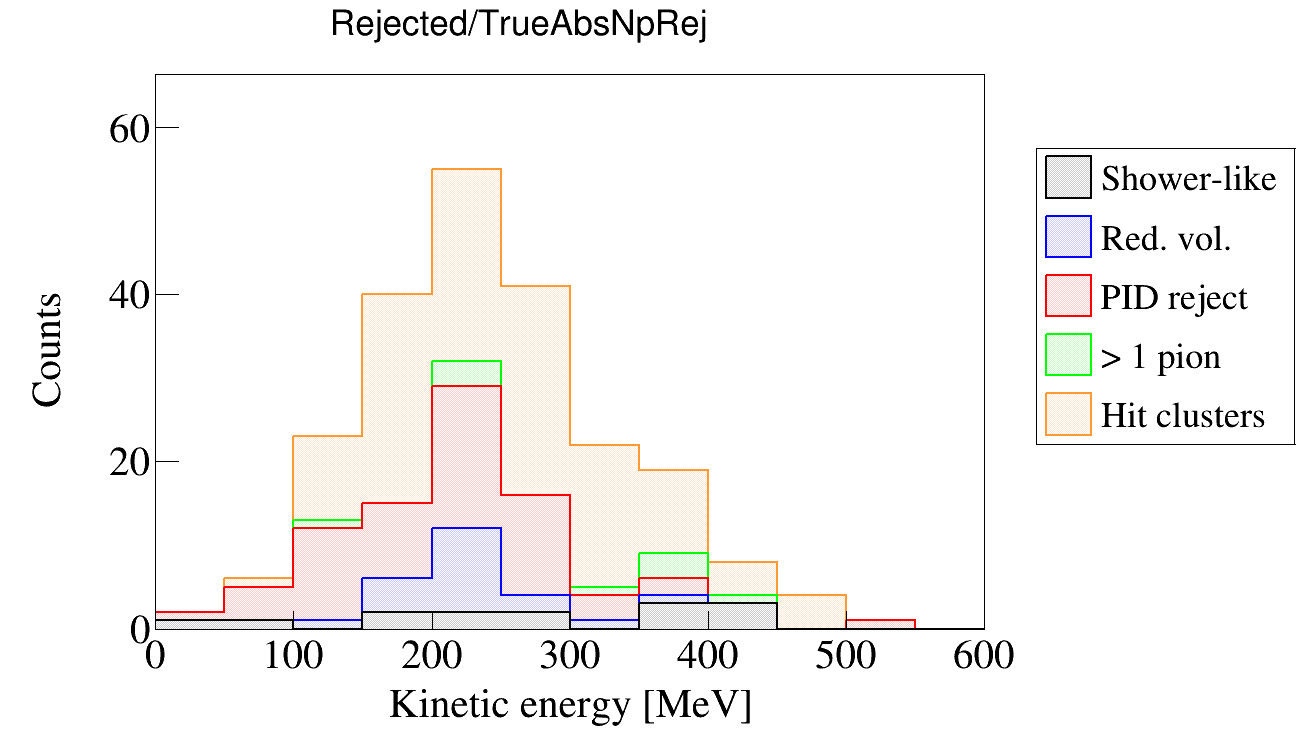 Rejected/TrueAbsNpRej
60
40
20
0
Counts
0 100 200 300 400 500 600
Kinetic energy [MeV]
Shower-like
Red. vol.
PID reject
> 1 pion
Hit clusters